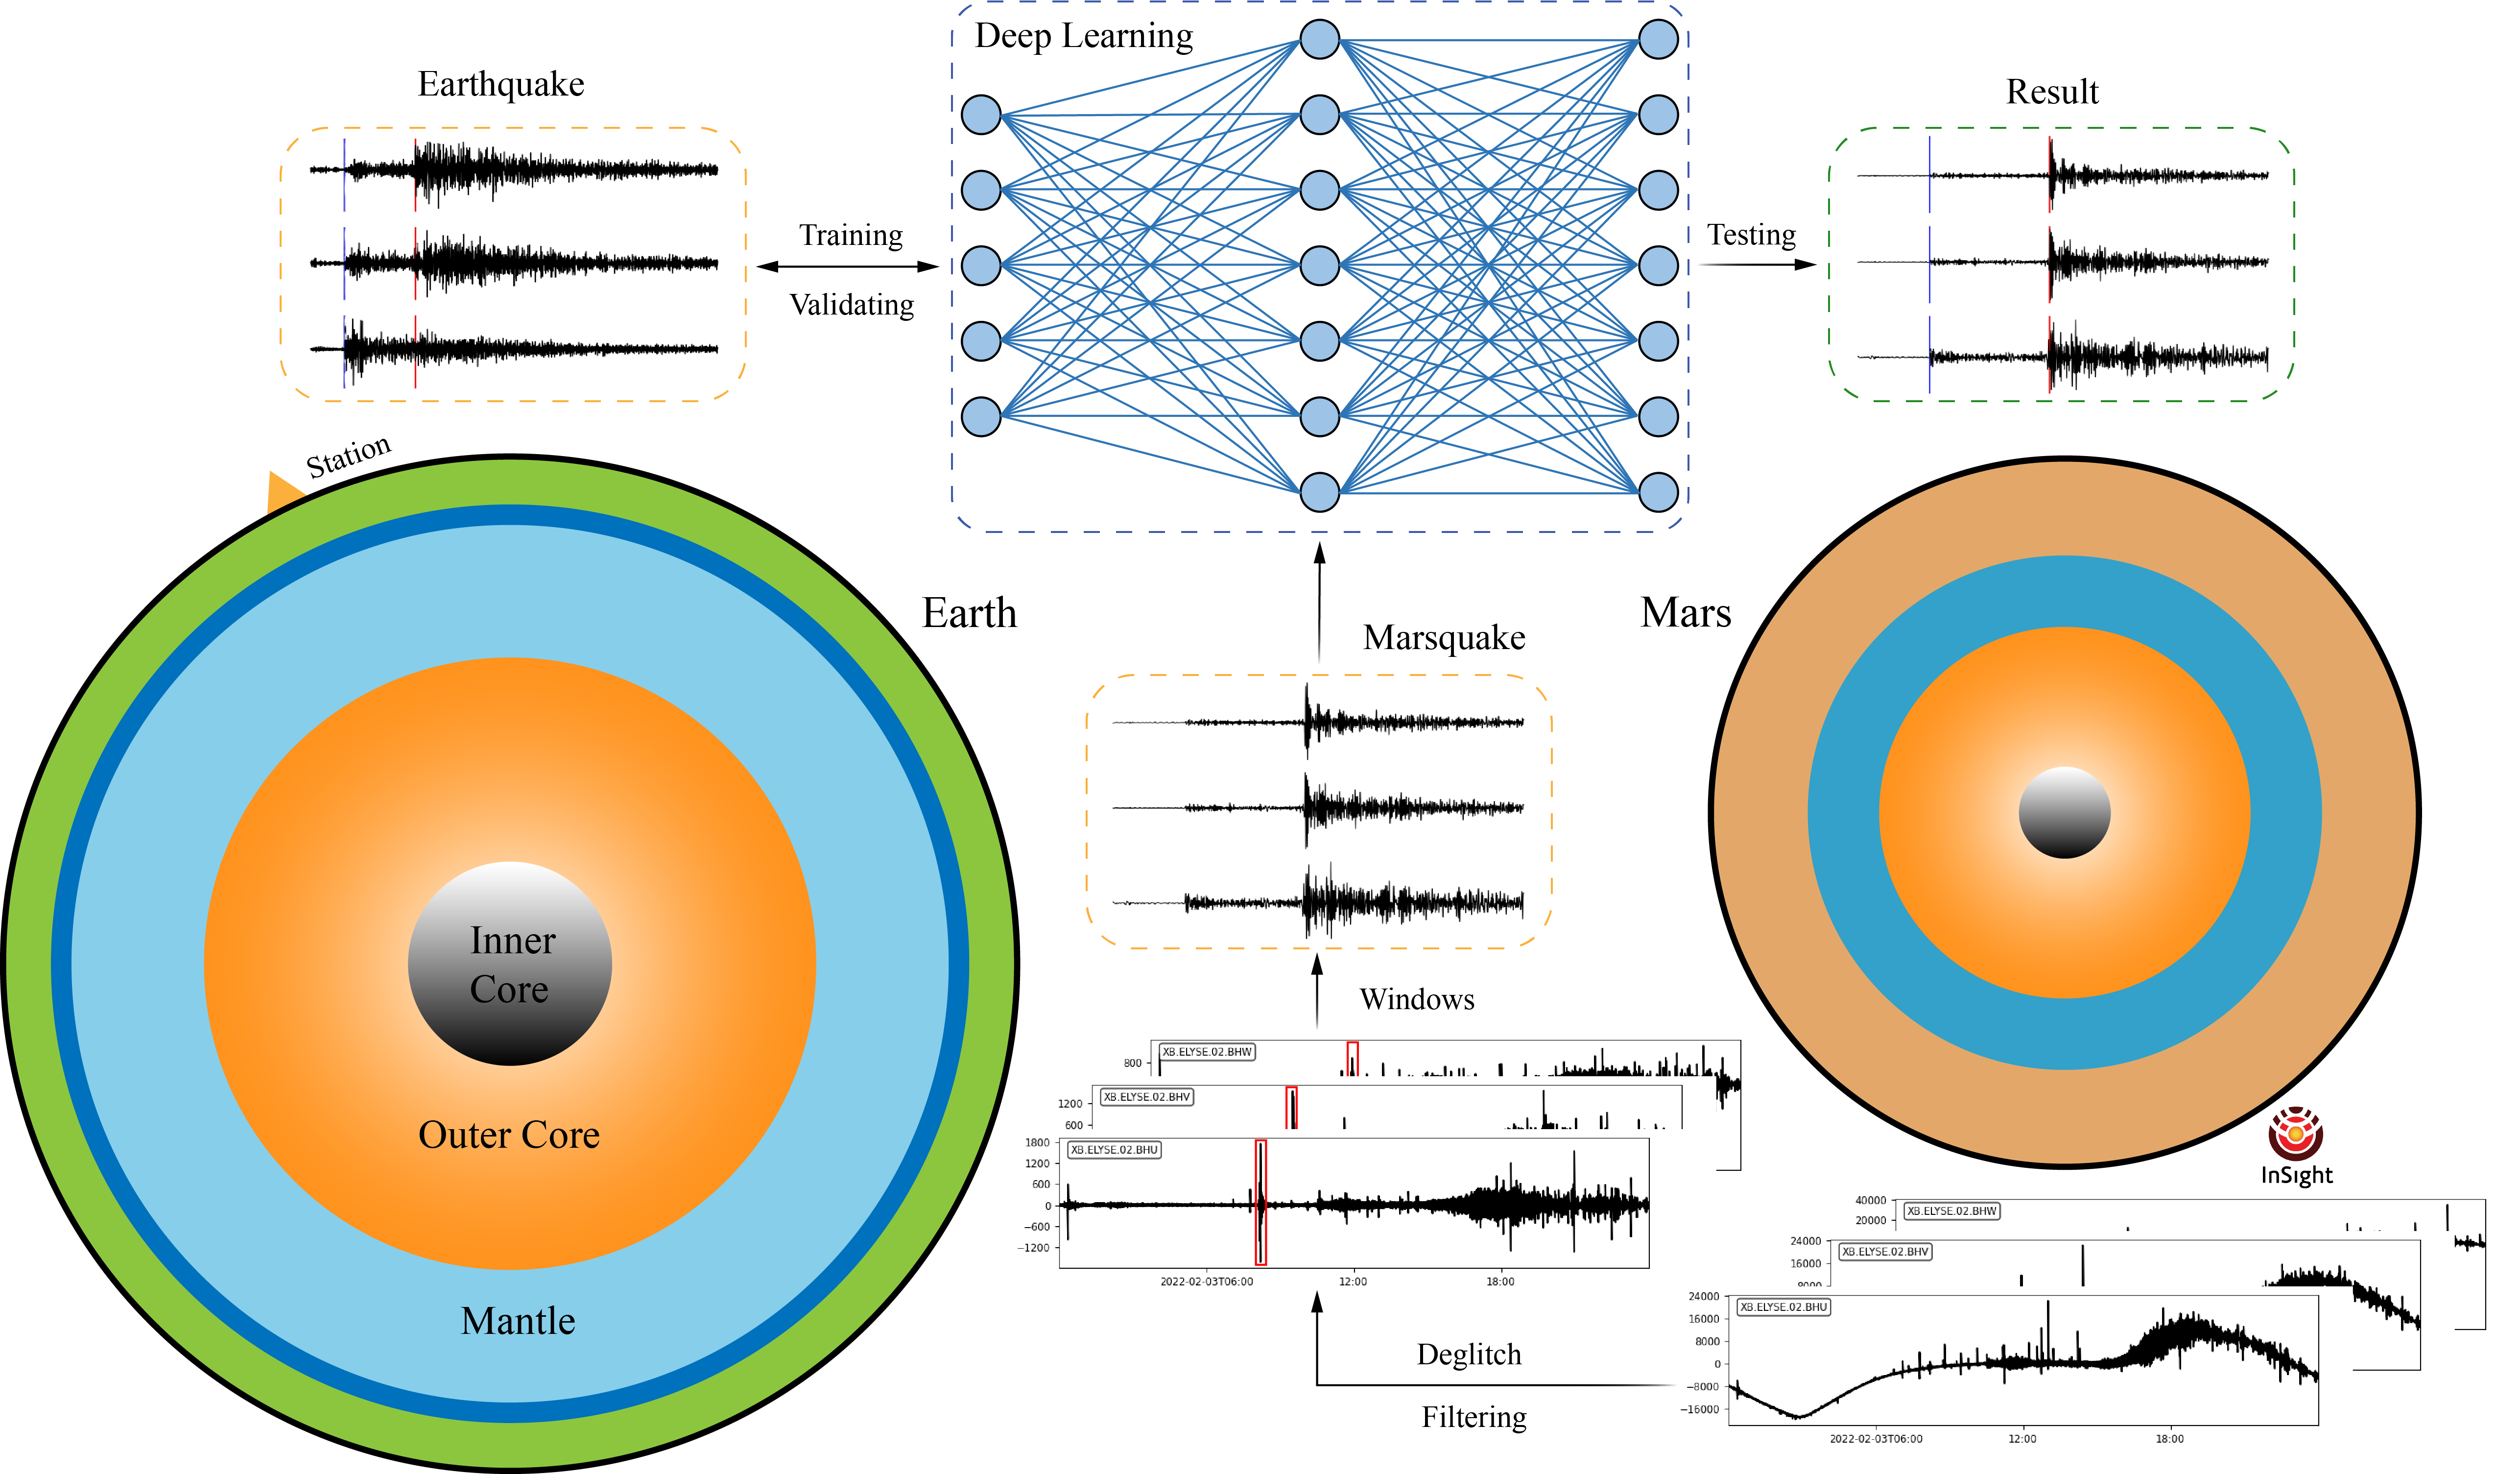 Deep Learning
Earthquake
Result
Training
Validating
Testing
Station
Earth
Mars
Marsquake
Inner
Core
Outer Core
Mantle
Windows
XB.ELYSE.02.BHW
800
XB.ELYSE.02.BHV
1200
600
XB.ELYSE.02.BHU
1800
1200
600
0
−600
−1200
2022-02-03T06:00 12:00 18:00
InSight
XB.ELYSE.02.BHW
40000
20000
XB.ELYSE.02.BHV
24000
16000
8000
XB.ELYSE.02.BHU
24000
16000
8000
0
−8000
−16000
2022-02-03T06:00 12:00 18:00
Deglitch
Filtering